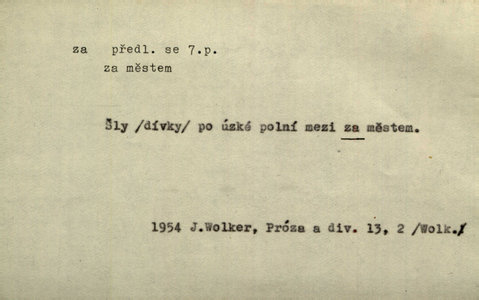 za předl. se 7.p.
za městem
Šly /dívky/ po úzké polní mezi za městem.
1954 J.Wolker, Próza a div. 13, 2 /Wolk./